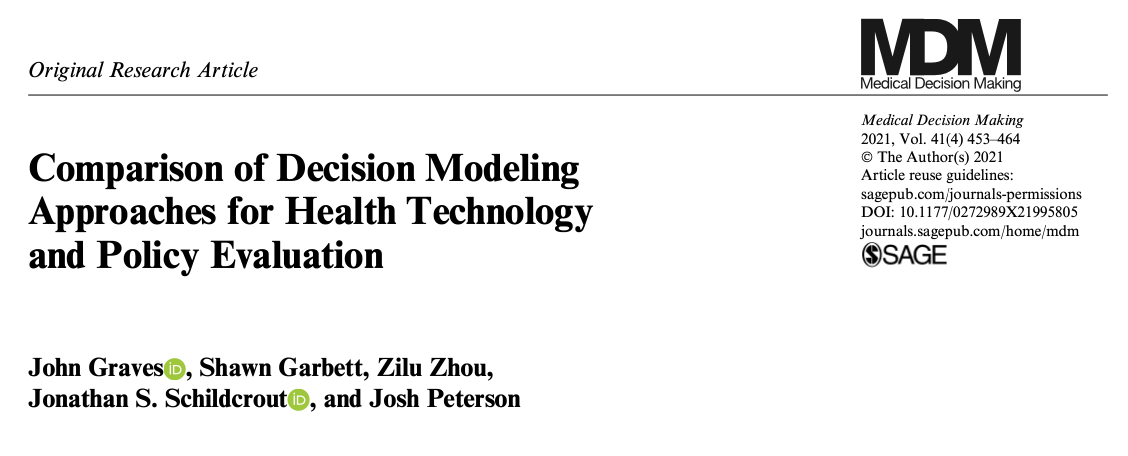 Original Research Article
MDM
Medical Decision Making
Medical Decision Making
2021, Vol. 41(4) 453–464
© The Author(s) 2021
Article reuse guidelines:
sagepub.com/journals-permissions
DOI: 10.1177/0272989X21995805
journals.sagepub.com/home/mdm
SAGE
Comparison of Decision Modeling
Approaches for Health Technology
and Policy Evaluation
John Graves iD, Shawn Garbett, Zilu Zhou,
Jonathan S. Schildcrout iD, and Josh Peterson